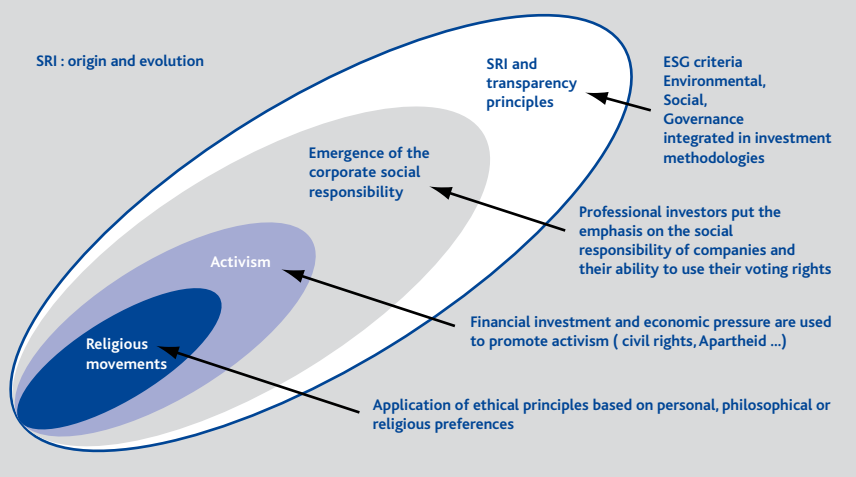 SRI : origin and evolution
SRI and
transparency
principles
ESG criteria
Environmental,
Social,
Governance
integrated in investment
methodologies
Emergence of the
corporate social
responsibility
Professional investors put the
emphasis on the social
responsibility of companies and
their ability to use their voting rights
Activism
Financial investment and economic pressure are used
to promote activism ( civil rights, Apartheid ...)
Religious
movements
Application of ethical principles based on personal, philosophical or
religious preferences